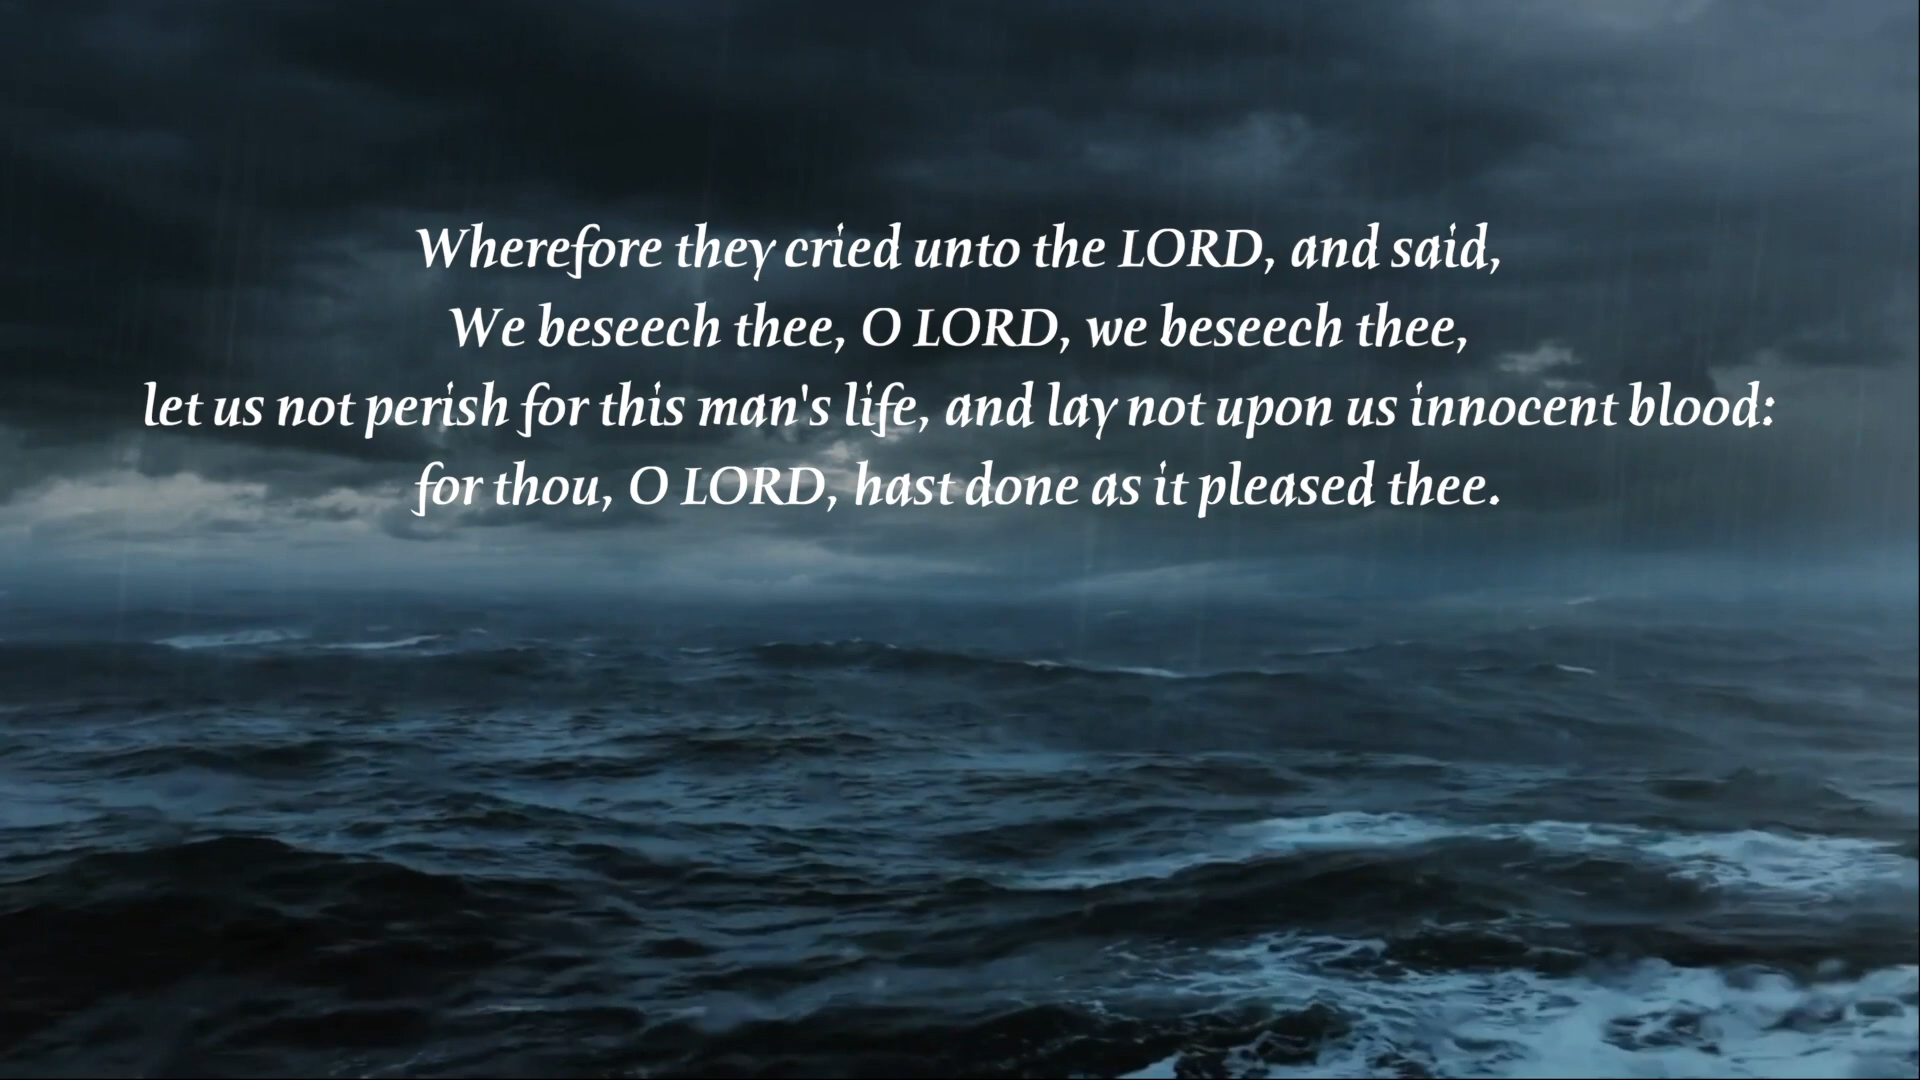 Wherefore they cried unto the LORD, and said,
We beseech thee, O LORD, we beseech thee,
let us not perish for this man's life, and lay not upon us innocent blood:
for thou, O LORD, hast done as it pleased thee.